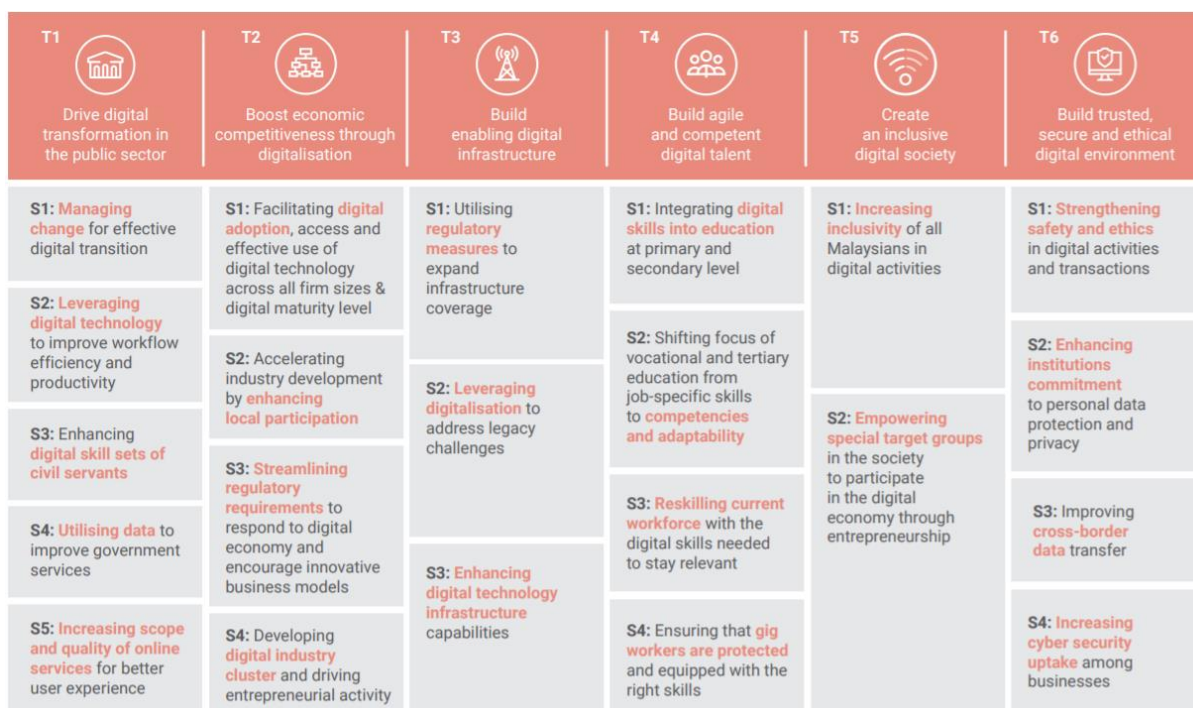 T1
Drive digital
transformation in
the public sector
T2
Boost economic
competitiveness through
digitalisation
T3
Build
enabling digital
infrastructure
T4
Build agile
and competent
digital talent
T5
Create
an inclusive
digital society
T6
Build trusted,
secure and ethical
digital environment
S1: Managing
change for effective
digital transition
S2: Leveraging
digital technology
to improve workflow
efficiency and
productivity
S3: Enhancing
digital skill sets of
civil servants
S4: Utilising data to
improve government
services
S5: Increasing scope
and quality of online
services for better
user experience
S1: Facilitating digital
adoption, access and
effective use of
digital technology
across all firm sizes &
digital maturity level
S2: Accelerating
industry development
by enhancing
local participation
S3: Streamlining
regulatory
requirements to
respond to digital
economy and
encourage innovative
business models
S4: Developing
digital industry
cluster and driving
entrepreneurial activity
S1: Utilising
regulatory
measures to
expand
infrastructure
coverage
S2: Leveraging
digitalisation to
address legacy
challenges
S3: Enhancing
digital technology
infrastructure
capabilities
S1: Integrating digital
skills into education
at primary and
secondary level
S2: Shifting focus of
vocational and tertiary
education from
job-specific skills
to competencies
and adaptability
S3: Reskilling current
workforce with the
digital skills needed
to stay relevant
S4: Ensuring that gig
workers are protected
and equipped with the
right skills
S1: Increasing
inclusivity of all
Malaysians in
digital activities
S2: Empowering
special target groups
in the society
to participate
in the digital
economy through
entrepreneurship
S1: Strengthening
safety and ethics
in digital activities
and transactions
S2: Enhancing
institutions
commitment
to personal data
protection and
privacy
S3: Improving
cross-border
data transfer
S4: Increasing
cyber security
uptake among
businesses